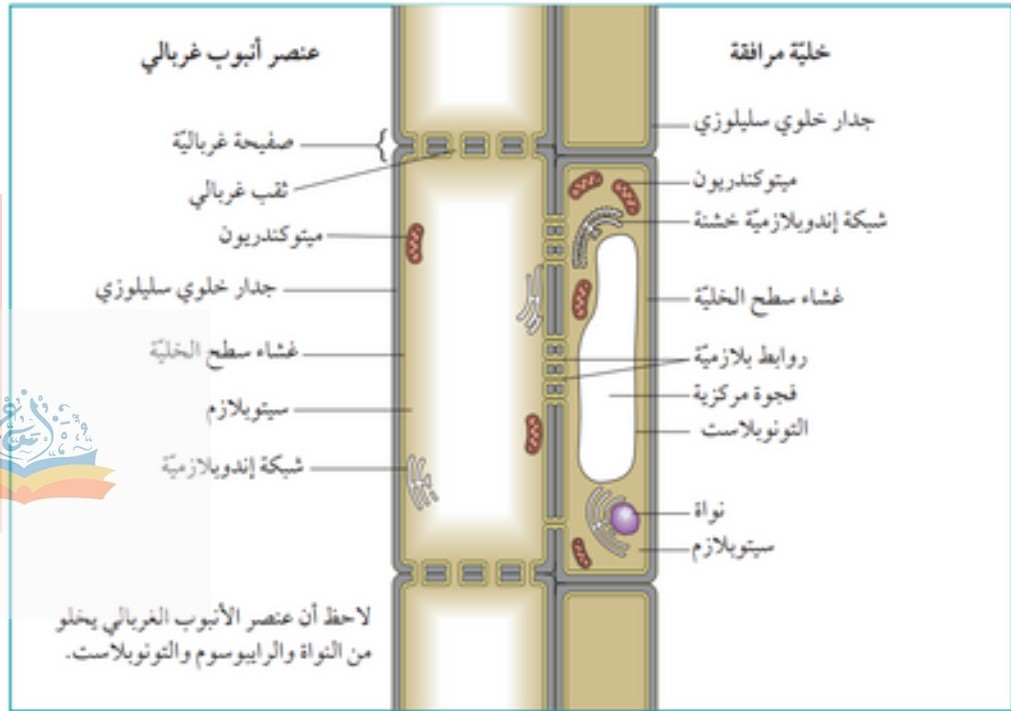 خليّة مرافقة
جدار خلوي سليلوزي
ميتوكندريون
شبكة إندوبلازميّة خشنة
غشاء سطح الخليّة
روابط بلازميّة
فجوة مركزية
التونوبلاست
نواة
سيتوبلازم
عنصر أنبوب غربالي
صفيحة غرباليّة
ثقب غربالي
ميتوكندريون
جدار خلوي سليلوزي
غشاء سطح الخليّة
سيتوبلازم
شبكة إندوبلازميّة
لاحظ أن عنصر الأنبوب الغربالي يخلو
من النواة والرايبوسوم والتونوبلاست.